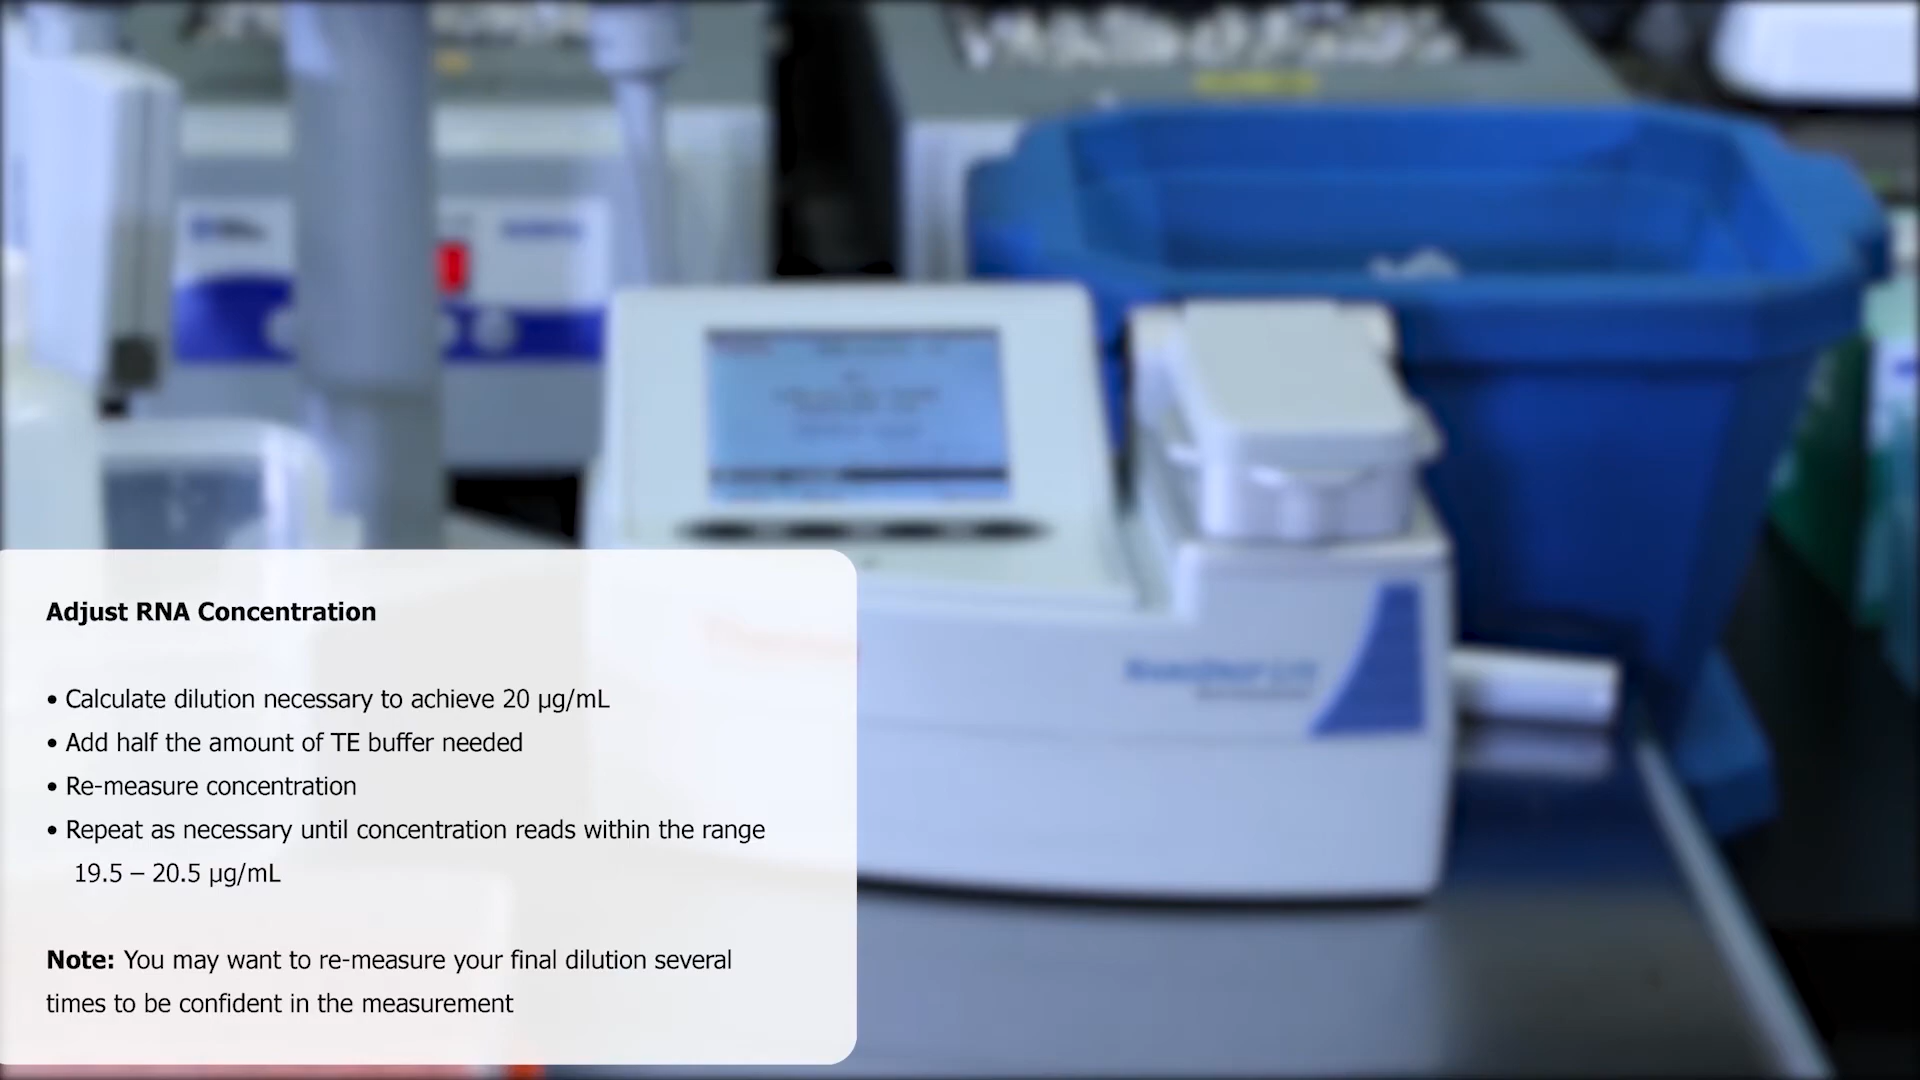 Adjust RNA Concentration
• Calculate dilution necessary to achieve 20 µg/mL
• Add half the amount of TE buffer needed
• Re-measure concentration
• Repeat as necessary until concentration reads within the range
19.5 – 20.5 µg/mL
Note: You may want to re-measure your final dilution several
times to be confident in the measurement